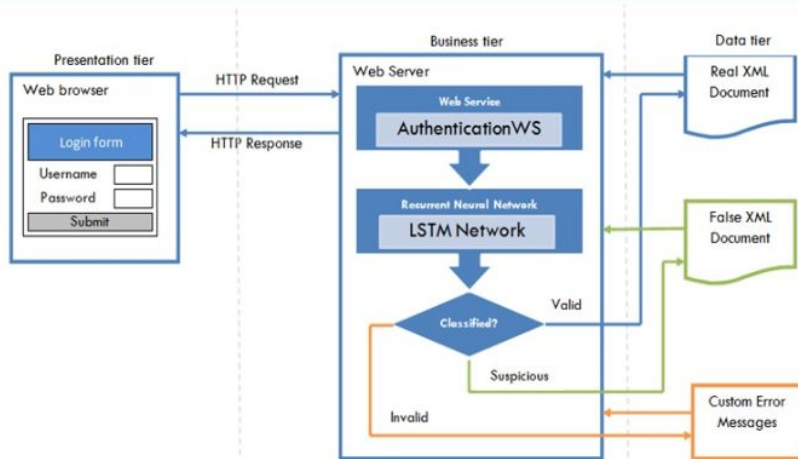 Presentation tier
Business tier
Data tier
Web browser
Login form
Username
Password
Submit
HTTP Request
HTTP Response
Web Server
Web Service
AuthenticationWS
Recurrent Neural Network
LSTM Network
Classified?
Valid
Suspicious
Invalid
Real XML
Document
False XML
Document
Custom Error
Messages